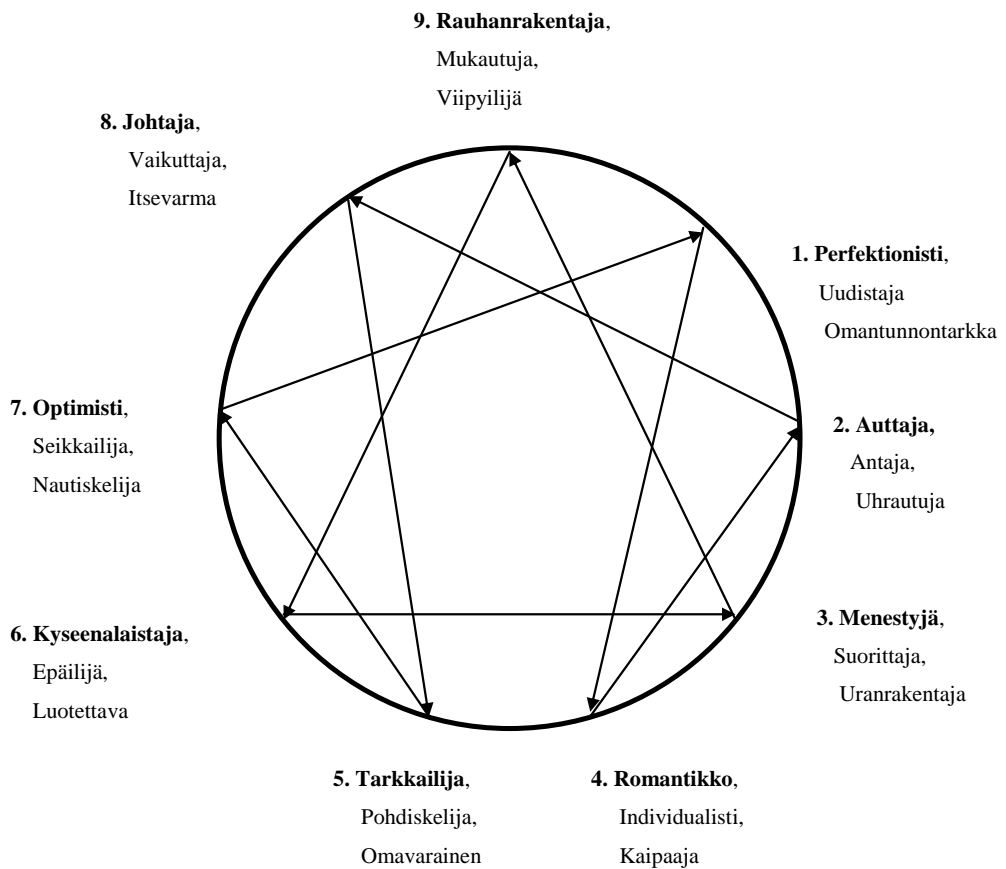 9. Rauhanrakentaja,
Mukautuja,
Viipyilijä
8. Johtaja,
Vaikuttaja,
Itsevarma
1. Perfektionisti,
Uudistaja
Omantunnontarkka
7. Optimisti,
Seikkailija,
Nautiskelija
2. Auttaja,
Antaja,
Uhrautuja
6. Kyseenalaistaja,
Epäilijä,
Luotettava
3. Menestyjä,
Suorittaja,
Uranrakentaja
5. Tarkkailija,
Pohdiskelija,
Omavarainen
4. Romantikko,
Individualisti,
Kaipaaja